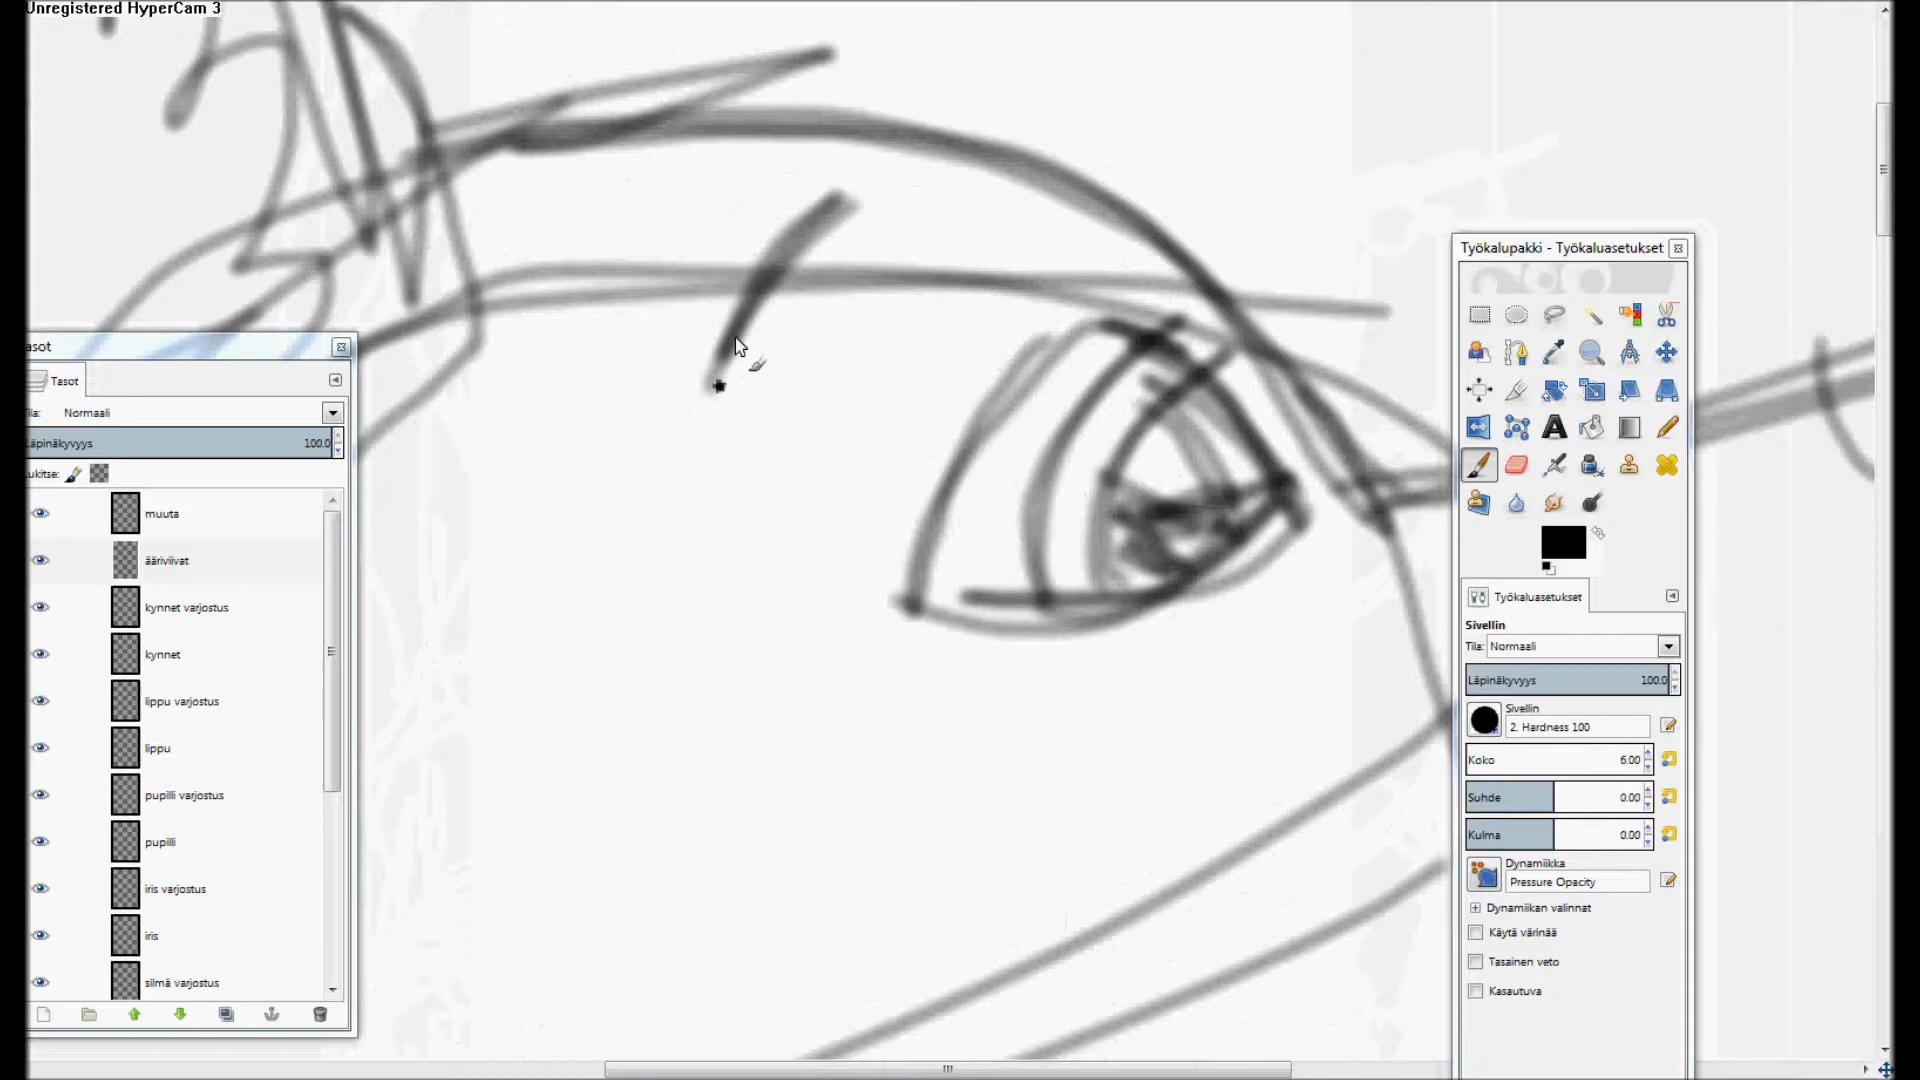 Unregistered HyperCam 3
Työkalupakki - Työkaluasetukset
asot
Tasot
Normaali
Läpinäkyvyys 100.0
muuta
ääriviivat
kynnet varjostus
kynnet
lippu varjostus
lippu
pupilli varjostus
pupilli
iris varjostus
iris
silmä varjostus
Työkaluasetukset
Sivellin
Tila: Normaali
Läpinäkyvyys 100.0
Sivellin
2. Hardness 100
Koko 6.00
Suhde 0.00
Kulma 0.00
Dynamiikka
Pressure Opacity
Dynamiikan valinnat
Käytä värinää
Tasainen veto
Kasautuva